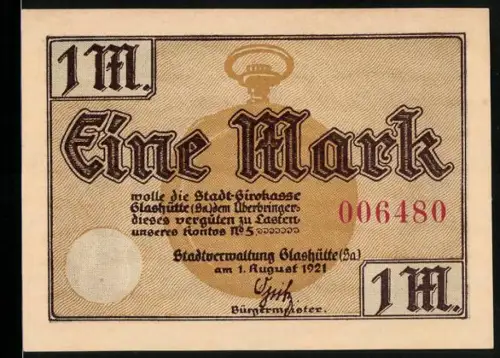 1 M.
Eine Mark
wolle die Stadt-Girokasse
Glashütte (Sa.) dem Überbringer
dieses vergüten zu Lasten
unseres Kontos No 5
006480
Stadtverwaltung Glashütte (Sa)
am 1. August 1921
Bürgermeister.
1 M.